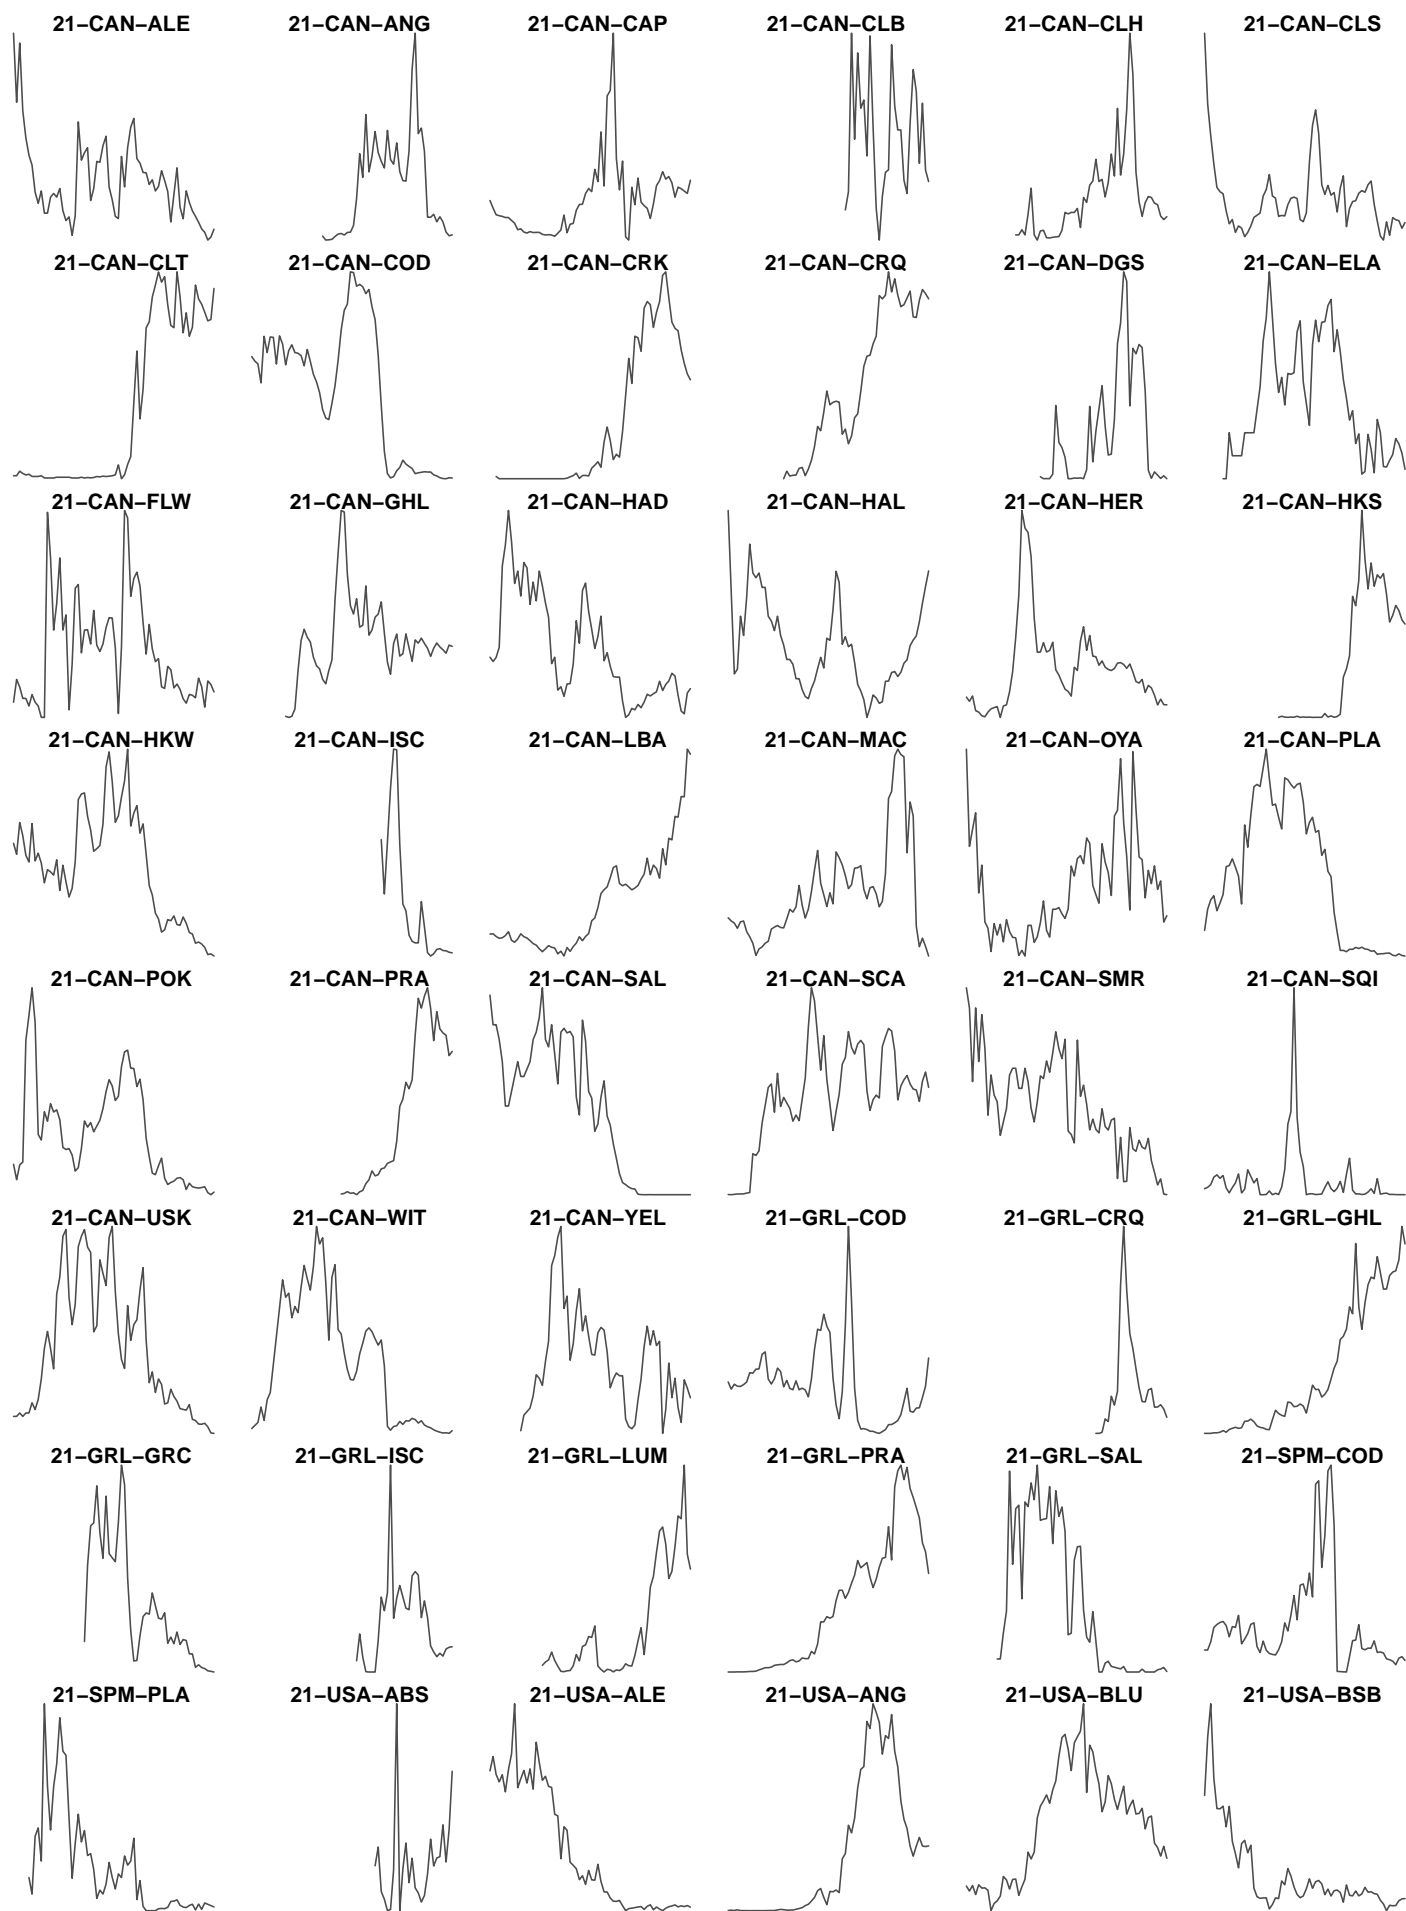 21–CAN–ALE 21–CAN–ANG 21–CAN–CAP 21–CAN–CLB 21–CAN–CLH 21–CAN–CLS
21–CAN–CLT 21–CAN–COD 21–CAN–CRK 21–CAN–CRQ 21–CAN–DGS 21–CAN–ELA
21–CAN–FLW 21–CAN–GHL 21–CAN–HAD 21–CAN–HAL 21–CAN–HER 21–CAN–HKS
21–CAN–HKW 21–CAN–ISC 21–CAN–LBA 21–CAN–MAC 21–CAN–OYA 21–CAN–PLA
21–CAN–POK 21–CAN–PRA 21–CAN–SAL 21–CAN–SCA 21–CAN–SMR 21–CAN–SQI
21–CAN–USK 21–CAN–WIT 21–CAN–YEL 21–GRL–COD 21–GRL–CRQ 21–GRL–GHL
21–GRL–GRC 21–GRL–ISC 21–GRL–LUM 21–GRL–PRA 21–GRL–SAL 21–SPM–COD
21–SPM–PLA 21–USA–ABS 21–USA–ALE 21–USA–ANG 21–USA–BLU 21–USA–BSB